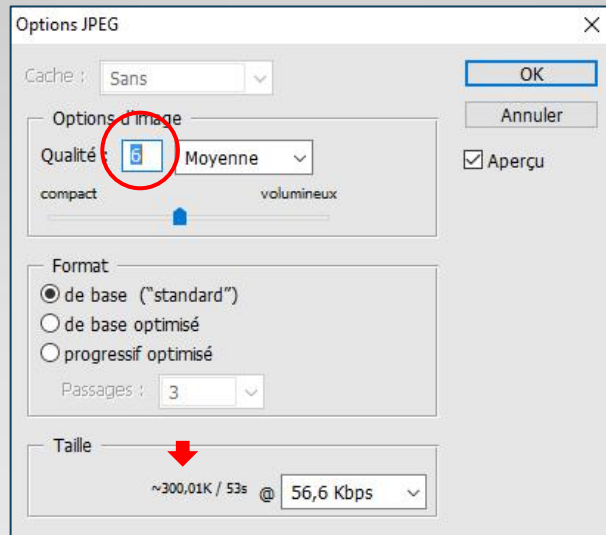 Options JPEG
Cache : Sans
OK
Options d'image
Annuler
Qualité : 6 Moyenne
Aperçu
compact volumineux
Format
de base ("standard")
de base optimisé
progressif optimisé
Passages : 3
Taille
~300,01K / 53s @ 56,6 Kbps